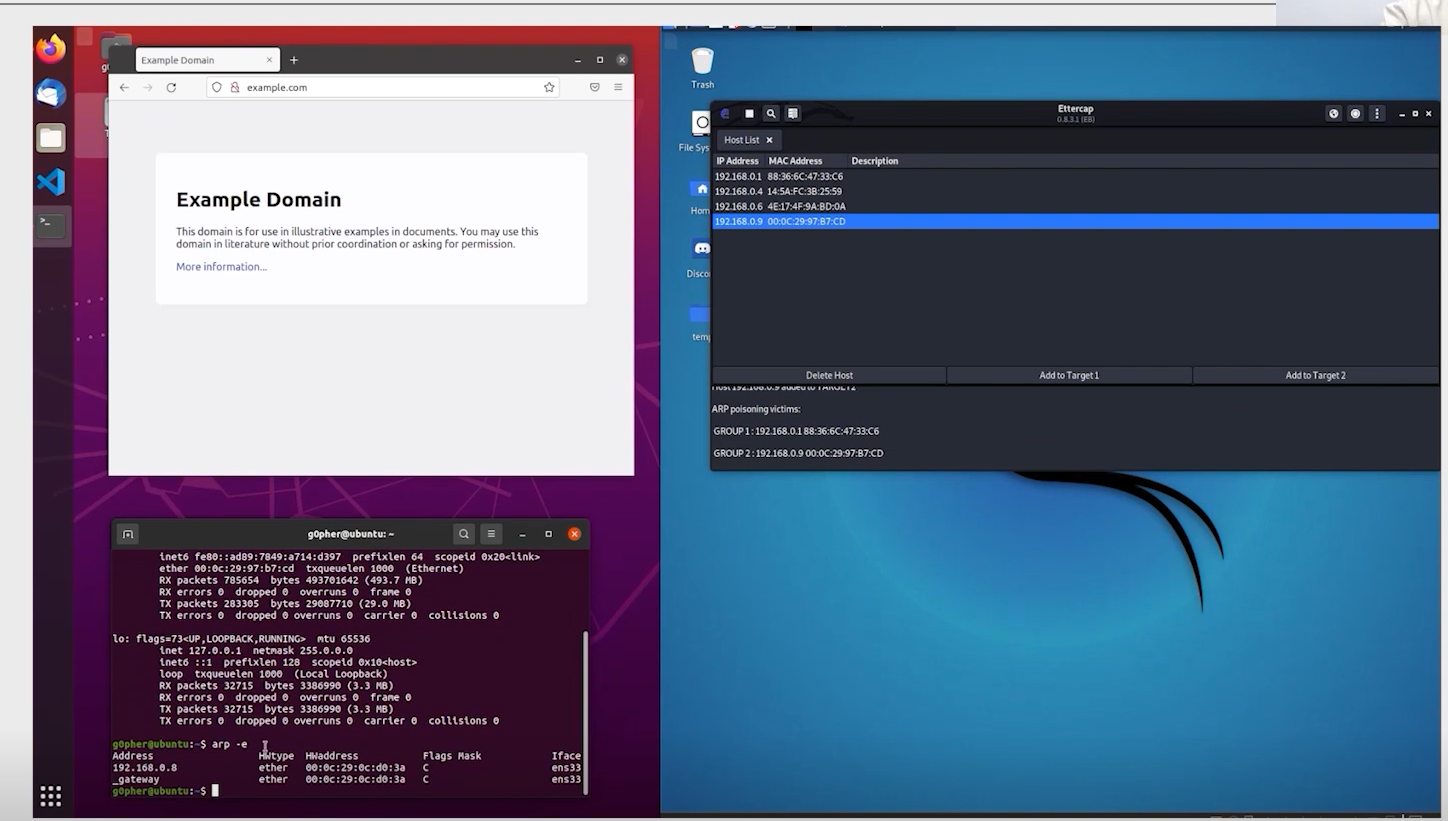 Example Domain
example.com
Example Domain
This domain is for use in illustrative examples in documents. You may use this
domain in literature without prior coordination or asking for permission.
More information...
g0pher@ubuntu: ~
inet6 fe80::ad89:7849:a714:d397 prefixlen 64 scopeid 0x20<link>
ether 00:0c:29:97:b7:cd txqueuelen 1000 (Ethernet)
RX packets 785654 bytes 493701642 (493.7 MB)
RX errors 0 dropped 0 overruns 0 frame 0
TX packets 283305 bytes 29087710 (29.0 MB)
TX errors 0 dropped 0 overruns 0 carrier 0 collisions 0
lo: flags=73<UP,LOOPBACK,RUNNING> mtu 65536
inet 127.0.0.1 netmask 255.0.0.0
inet6 ::1 prefixlen 128 scopeid 0x10<host>
loop txqueuelen 1000 (Local Loopback)
RX packets 32715 bytes 3386990 (3.3 MB)
RX errors 0 dropped 0 overruns 0 frame 0
TX packets 32715 bytes 3386990 (3.3 MB)
TX errors 0 dropped 0 overruns 0 carrier 0 collisions 0
g0pher@ubuntu:~$ arp -e
Address HWtype HWaddress Flags Mask Iface
192.168.0.8 ether 00:0c:29:0c:d0:3a C ens33
_gateway ether 00:0c:29:0c:d0:3a C ens33
g0pher@ubuntu:~$
Trash
File Sys
Hom
Disco
temp
Ettercap
0.8.3.1 (EB)
Host List
IP Address MAC Address Description
192.168.0.1 88:36:6C:47:33:C6
192.168.0.4 14:5A:FC:3B:25:59
192.168.0.6 4E:17:4F:9A:BD:0A
192.168.0.9 00:0C:29:97:B7:CD
Delete Host Add to Target 1 Add to Target 2
Host 192.168.0.9 added to TARGET2
ARP poisoning victims:
GROUP 1 : 192.168.0.1 88:36:6C:47:33:C6
GROUP 2 : 192.168.0.9 00:0C:29:97:B7:CD